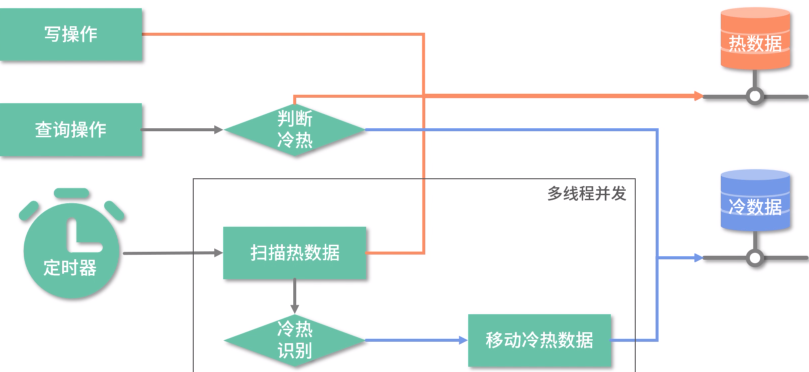 写操作
热数据
查询操作
判断
冷热
多线程并发
冷数据
定时器
扫描热数据
冷热
识别
移动冷热数据